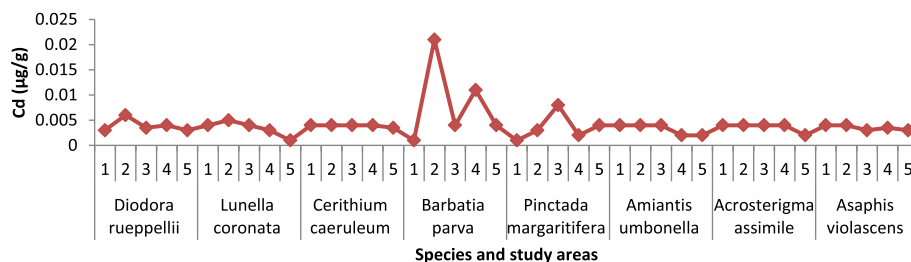 0.025
0.02
0.015
0.01
0.005
0
Cd (µg/g)
1 2 3 4 5 1 2 3 4 5 1 2 3 4 5 1 2 3 4 5 1 2 3 4 5 1 2 3 4 5 1 2 3 4 5 1 2 3 4 5
Diodora Lunella Cerithium Barbatia Pinctada Amiantis Acrosterigma Asaphis
rueppellii coronata caeruleum parva margaritifera umbonella assimile violascens
Species and study areas